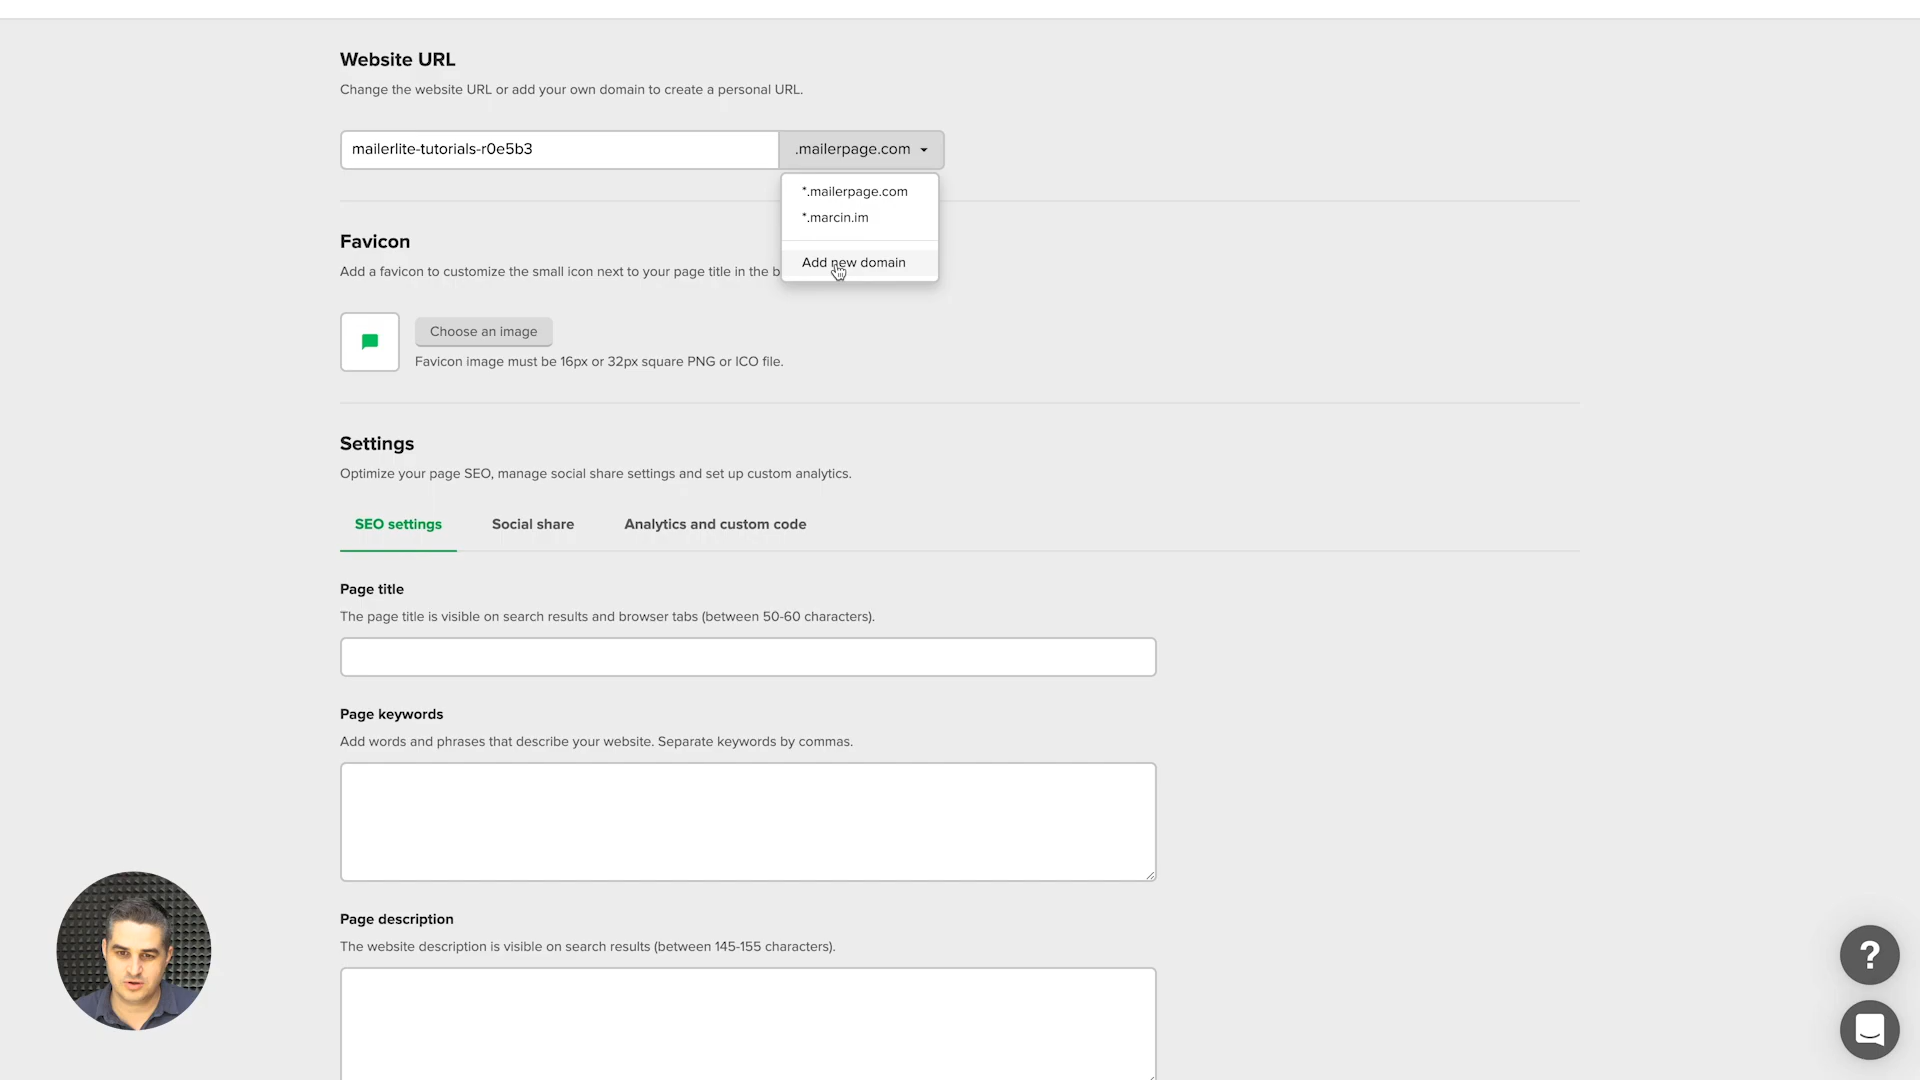 Website URL
Change the website URL or add your own domain to create a personal URL.
mailerlite-tutorials-r0e5b3
.mailerpage.com
*.mailerpage.com
*.marcin.im
Add new domain
Favicon
Add a favicon to customize the small icon next to your page title in the b
Choose an image
Favicon image must be 16px or 32px square PNG or ICO file.
Settings
Optimize your page SEO, manage social share settings and set up custom analytics.
SEO settings
Social share
Analytics and custom code
Page title
The page title is visible on search results and browser tabs (between 50-60 characters).
Page keywords
Add words and phrases that describe your website. Separate keywords by commas.
Page description
The website description is visible on search results (between 145-155 characters).
?